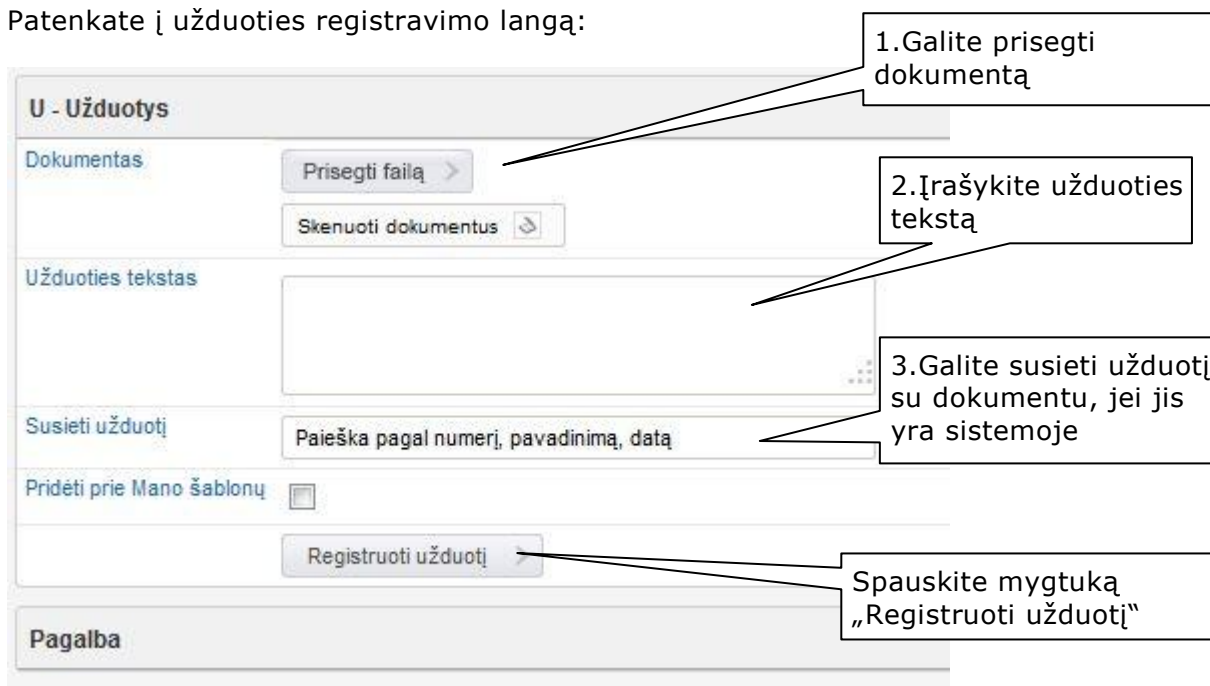 Patenkate į užduoties registravimo langą:
1.Galite prisegti
dokumentą
U - Užduotys
Dokumentas
Prisegti failą
Skenuoti dokumentus
2.Įrašykite užduoties
tekstą
Užduoties tekstas
3.Galite susieti užduotį
su dokumentu, jei jis
yra sistemoje
Susieti užduotį
Paieška pagal numerį, pavadinimą, datą
Pridėti prie Mano šablonų
Registruoti užduotį
Spauskite mygtuką
„Registruoti užduotį“
Pagalba